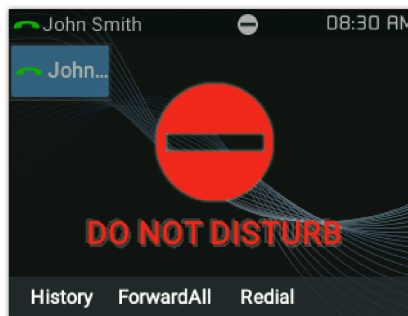 John Smith 08:30 AM
John...
DO NOT DISTURB
History ForwardAll Redial